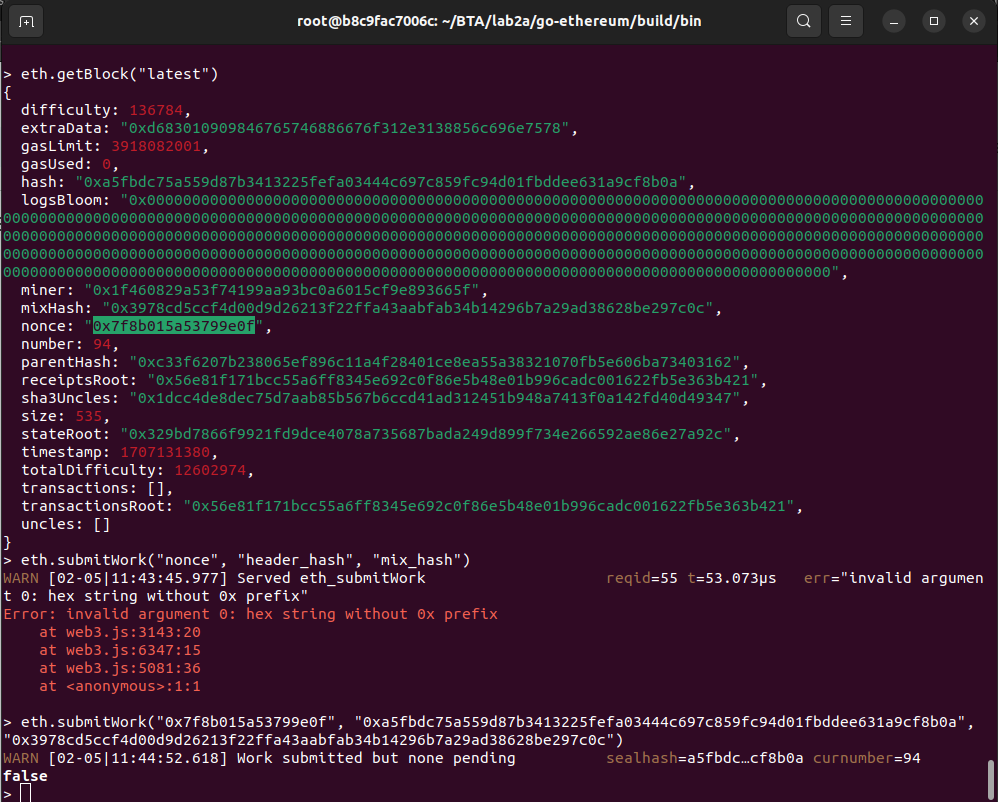 root@b8c9fac7006c: ~/BTA/lab2a/go-ethereum/build/bin
> eth.getBlock("latest")
{
  difficulty: 136784,
  extraData: "0xd683010909846765746886676f312e3138856c696e7578",
  gasLimit: 3918082001,
  gasUsed: 0,
  hash: "0xa5fbdc75a559d87b3413225fefa03444c697c859fc94d01fbddee631a9cf8b0a",
  logsBloom: "0x00000000000000000000000000000000000000000000000000000000000000000000000000000000000000000000
0000000000000000000000000000000000000000000000000000000000000000000000000000000000000000000000000000000000000
0000000000000000000000000000000000000000000000000000000000000000000000000000000000000000000000000000000000000
0000000000000000000000000000000000000000000000000000000000000000000000000000000000000000000000000000000000000
00000000000000000000000000000000000000000000000000000000000000000000000000000000000000000000",
  miner: "0x1f460829a53f74199aa93bc0a6015cf9e893665f",
  mixHash: "0x3978cd5ccf4d00d9d26213f22ffa43aabfab34b14296b7a29ad38628be297c0c",
  nonce: "0x7f8b015a53799e0f",
  number: 94,
  parentHash: "0xc33f6207b238065ef896c11a4f28401ce8ea55a38321070fb5e606ba73403162",
  receiptsRoot: "0x56e81f171bcc55a6ff8345e692c0f86e5b48e01b996cadc001622fb5e363b421",
  sha3Uncles: "0x1dcc4de8dec75d7aab85b567b6ccd41ad312451b948a7413f0a142fd40d49347",
  size: 535,
  stateRoot: "0x329bd7866f9921fd9dce4078a735687bada249d899f734e266592ae86e27a92c",
  timestamp: 1707131380,
  totalDifficulty: 12602974,
  transactions: [],
  transactionsRoot: "0x56e81f171bcc55a6ff8345e692c0f86e5b48e01b996cadc001622fb5e363b421",
  uncles: []
}
> eth.submitWork("nonce", "header_hash", "mix_hash")
WARN [02-05|11:43:45.977] Served eth_submitWork                    reqid=55 t=53.073µs   err="invalid argumen
t 0: hex string without 0x prefix"
Error: invalid argument 0: hex string without 0x prefix
    at web3.js:3143:20
    at web3.js:6347:15
    at web3.js:5081:36
    at <anonymous>:1:1
> eth.submitWork("0x7f8b015a53799e0f", "0xa5fbdc75a559d87b3413225fefa03444c697c859fc94d01fbddee631a9cf8b0a",
"0x3978cd5ccf4d00d9d26213f22ffa43aabfab34b14296b7a29ad38628be297c0c")
WARN [02-05|11:44:52.618] Work submitted but none pending          sealhash=a5fbdc…cf8b0a curnumber=94
false
>